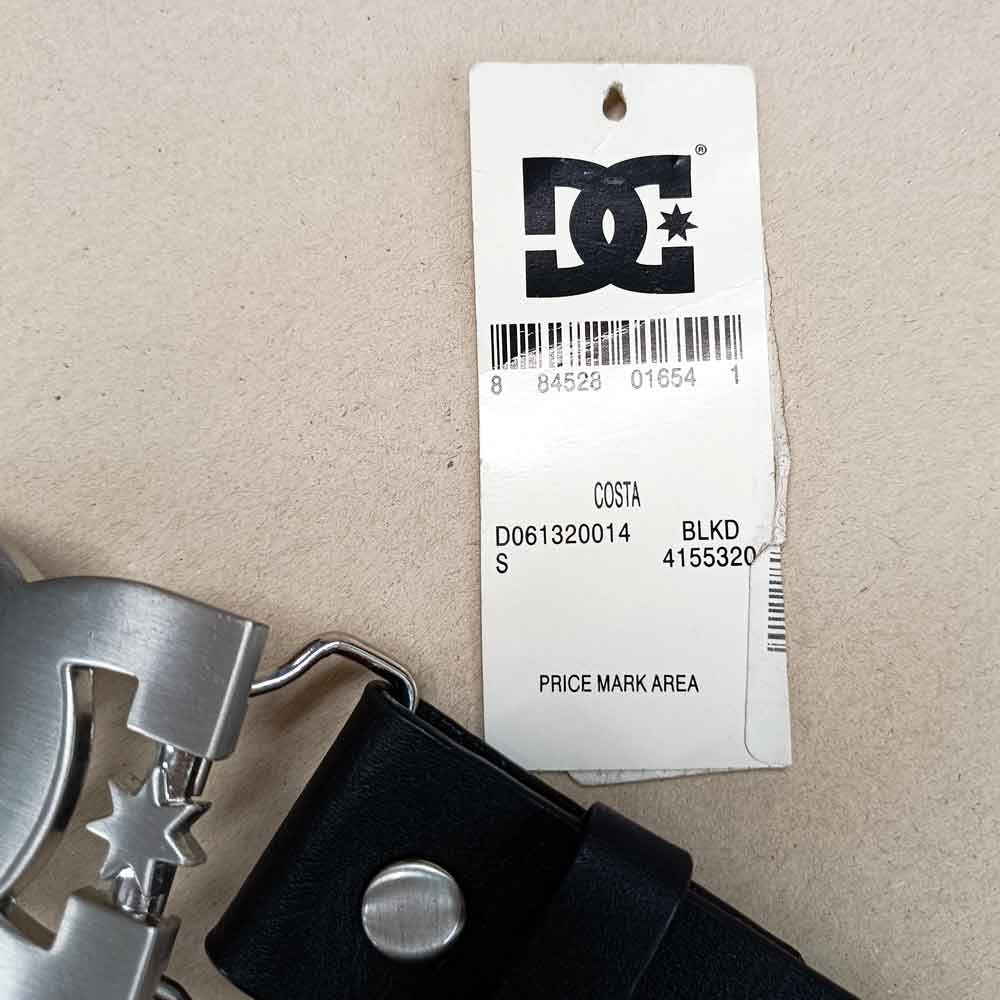 DC®
8 84528 01654 1
COSTA
D061320014 BLKD
S 4155320
PRICE MARK AREA